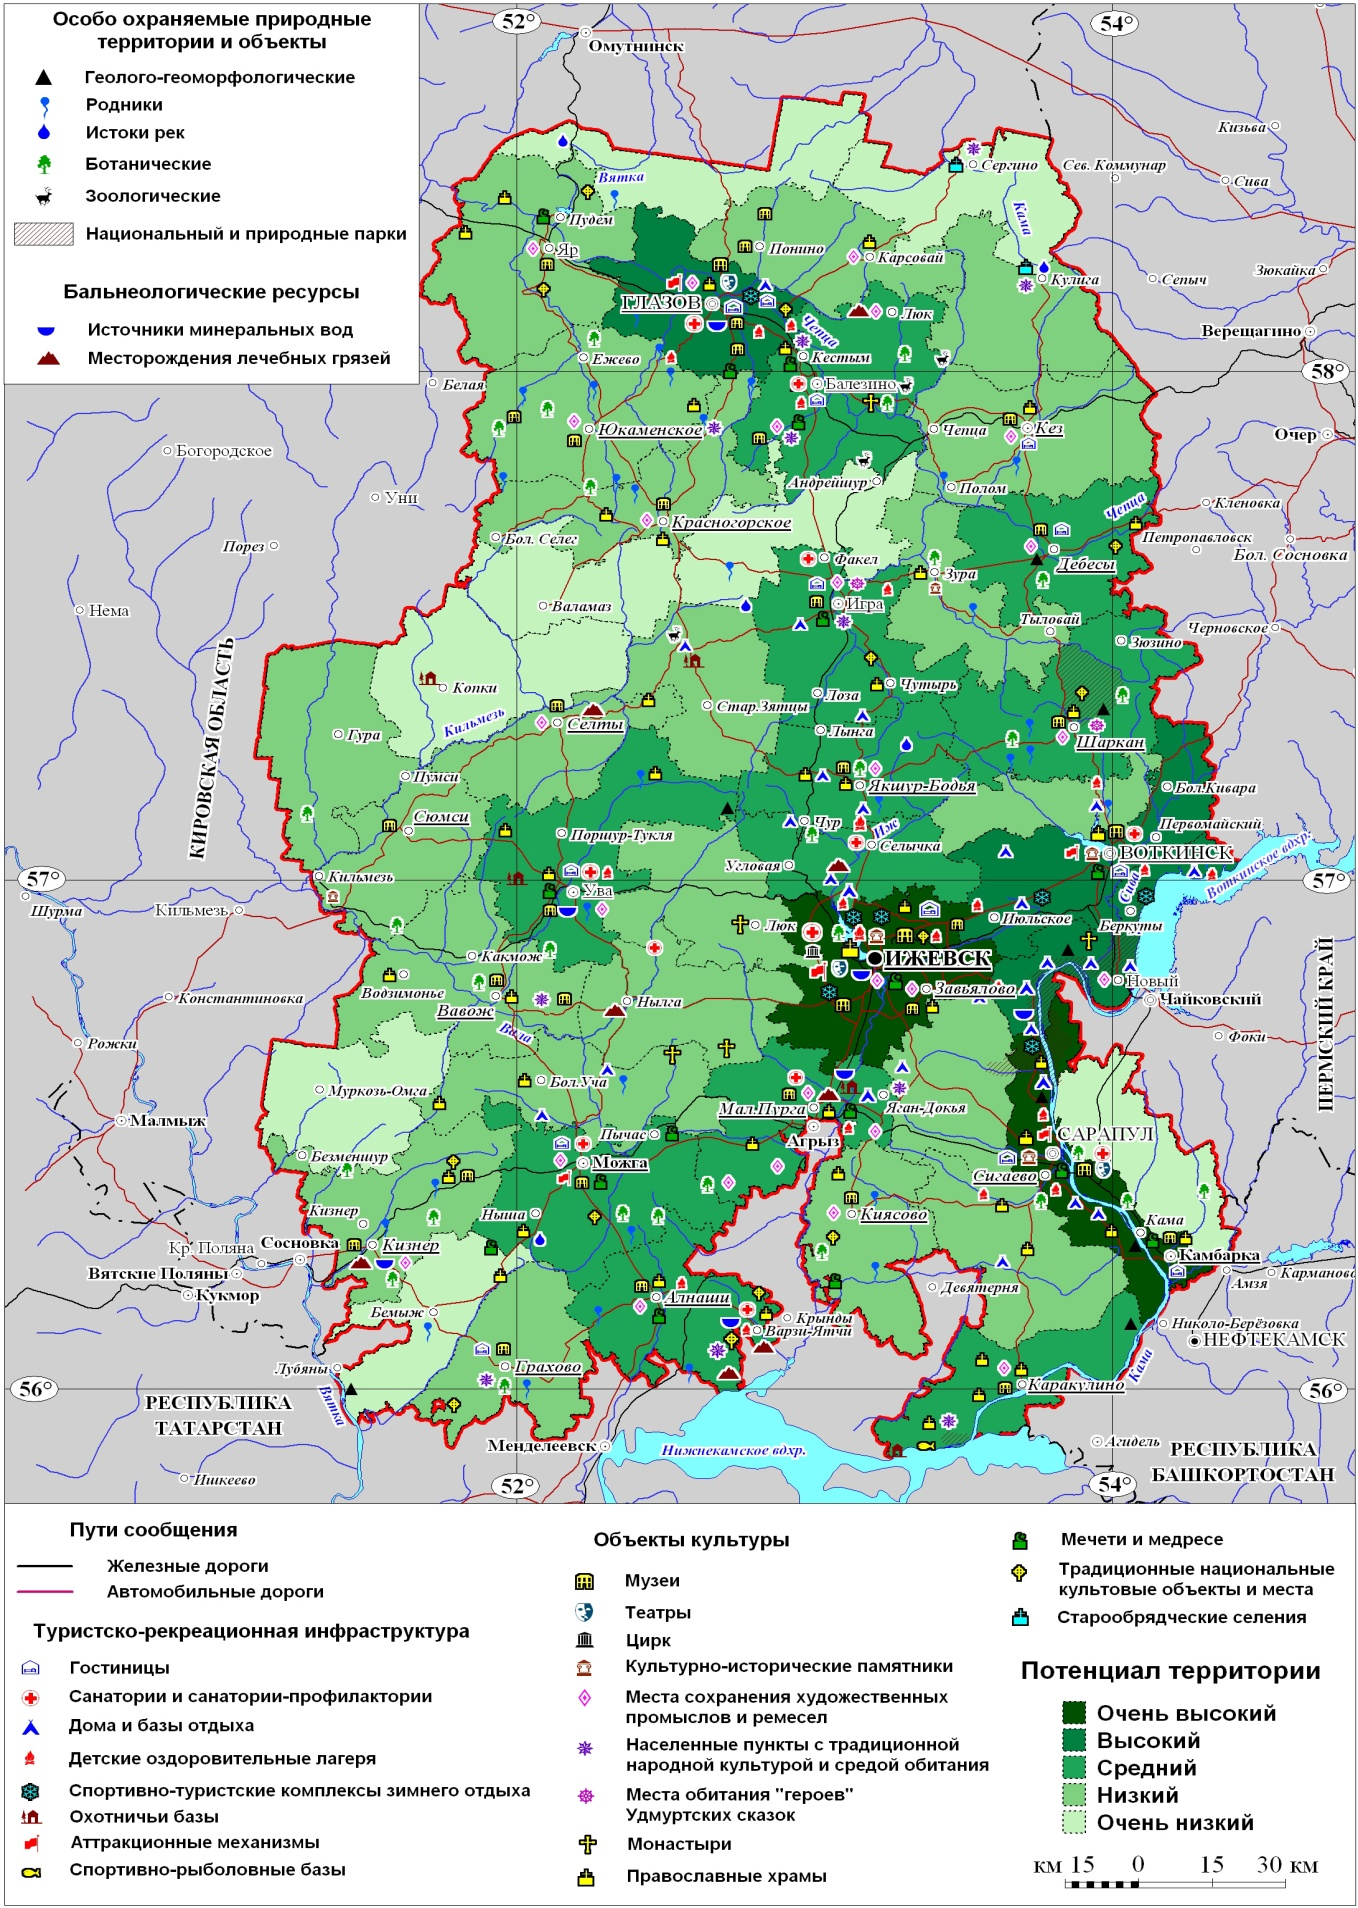 Особо охраняемые природные
территории и объекты
Геолого-геоморфологические
Родники
Истоки рек
Ботанические
Зоологические
Национальный и природные парки
Бальнеологические ресурсы
Источники минеральных вод
Месторождения лечебных грязей
52°
54°
Омутнинск
Кизьва
Сергино
Сев. Коммунар
Сива
Вятка
Кама
Пудем
Яр
Понино
Карсовай
Кулига
Сепыч
Зюкайка
ГЛАЗОВ
Люк
Верещагино
Чепца
Ежево
Кестым
58°
Белая
Балезино
Юкаменское
Чепца
Кез
Очер
Богородское
Андрейшур
Полом
Уни
Кленовка
Чепца
Красногорское
Бол. Селег
Петропавловск
Порез
Бол. Сосновка
Факел
Зура
Дебесы
Нема
Валамаз
Игра
Тыловай
Черновское
Зюзино
КИРОВСКАЯ ОБЛАСТЬ
Копки
Лоза
Чутырь
Стар.Зятцы
Кильмезь
Селты
Гура
Лынга
Шаркан
Пумси
Якшур-Бодья
Бол.Кивара
Сюмси
Поршур-Тукля
Чур
Иж
Первомайский
Селычка
ВОТКИНСК
Воткинское вдхр.
Угловая
57°
Кильмезь
Ува
Сива
57°
Шурма
Кильмезь
Люк
Июльское
Беркуты
Какмож
ИЖЕВСК
Водзимонье
Завьялово
Новый
Константиновка
Вавож
Нылга
Чайковский
Вала
Фоки
Рожки
ПЕРМСКИЙ КРАЙ
Муркозь-Омга
Бол.Уча
Малмыж
Мал.Пурга
Яган-Докья
Пычас
Агрыз
САРАПУЛ
Безменшур
Можга
Сигаево
Кизнер
Ныша
Киясово
Кама
Кр. Поляна
Сосновка
Кизнер
Камбарка
Вятские Поляны
Амзя
Карманово
Кукмор
Девятерня
Алнаши
Бемыж
Крынды
Варзи-Ятчи
Николо-Берёзовка
НЕФТЕКАМСК
Лубяны
Грахово
Кама
56°
Вятка
Каракулино
56°
РЕСПУБЛИКА
ТАТАРСТАН
Менделеевск
Нижнекамское вдхр.
Агидель
РЕСПУБЛИКА
БАШКОРТОСТАН
Ишкеево
52°
54°
Пути сообщения
Железные дороги
Автомобильные дороги
Туристско-рекреационная инфраструктура
Гостиницы
Санатории и санатории-профилактории
Дома и базы отдыха
Детские оздоровительные лагеря
Спортивно-туристские комплексы зимнего отдыха
Охотничьи базы
Аттракционные механизмы
Спортивно-рыболовные базы
Объекты культуры
Музеи
Театры
Цирк
Культурно-исторические памятники
Места сохранения художественных
промыслов и ремесел
Населенные пункты с традиционной
народной культурой и средой обитания
Места обитания "героев"
Удмуртских сказок
Монастыри
Православные храмы
Мечети и медресе
Традиционные национальные
культовые объекты и места
Старообрядческие селения
Потенциал территории
Очень высокий
Высокий
Средний
Низкий
Очень низкий
км 15 0 15 30 км